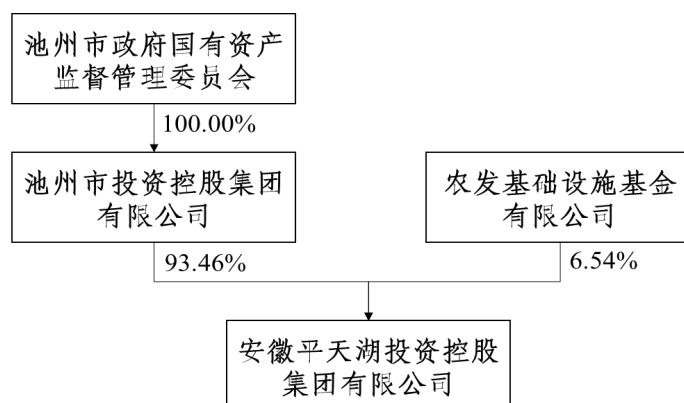 池州市政府国有资产
监督管理委员会
100.00%
池州市投资控股集团
有限公司
农发基础设施基金
有限公司
93.46%
6.54%
安徽平天湖投资控股
集团有限公司